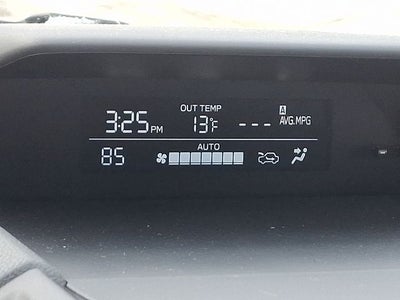 OUT TEMP A
3:25 PM 13°F --- AVG.MPG
AUTO
85